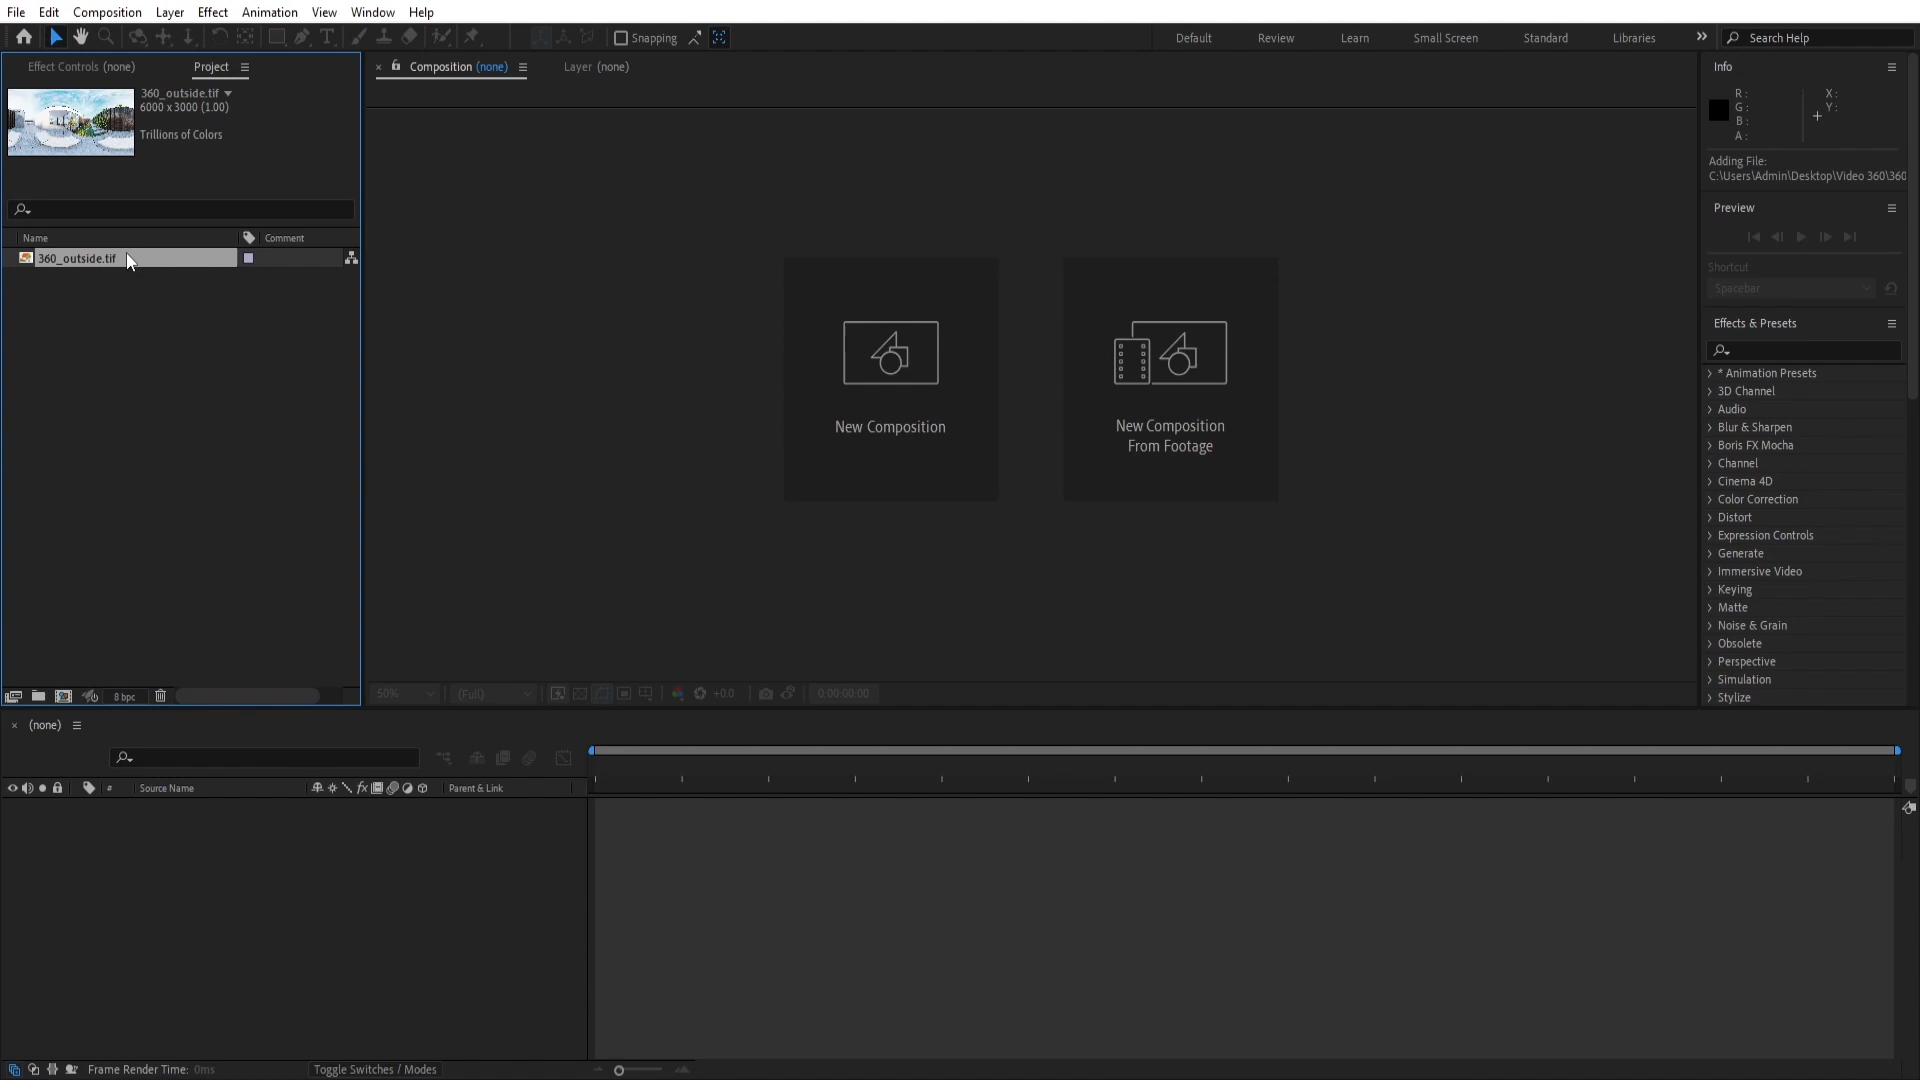 File Edit Composition Layer Effect Animation View Window Help
Snapping
Default Review Learn Small Screen Standard Libraries
Search Help
Effect Controls (none) Project
360_outside.tif
6000 x 3000 (1.00)
Trillions of Colors
Name Comment
360_outside.tif
8 bpc
Composition (none) Layer (none)
New Composition
New Composition
From Footage
50% (Full) +0.0 0:00:00:00
Info
R :
G :
B :
A :
X :
Y :
Adding File:
C:\Users\Admin\Desktop\Video 360\360
Preview
Shortcut
Spacebar
Effects & Presets
* Animation Presets
3D Channel
Audio
Blur & Sharpen
Boris FX Mocha
Channel
Cinema 4D
Color Correction
Distort
Expression Controls
Generate
Immersive Video
Keying
Matte
Noise & Grain
Obsolete
Perspective
Simulation
Stylize
(none)
# Source Name fx Parent & Link
Frame Render Time: 0ms Toggle Switches / Modes